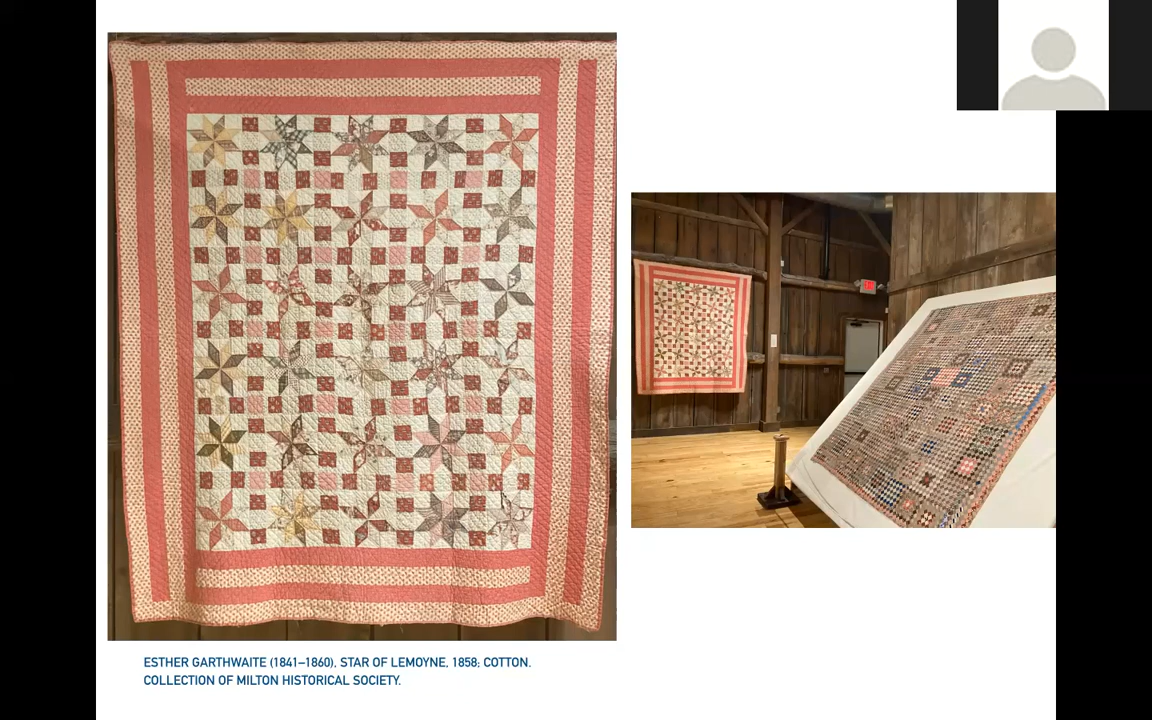 ESTHER GARTHWAITE (1841–1860), STAR OF LEMOYNE, 1858; COTTON.
COLLECTION OF MILTON HISTORICAL SOCIETY.